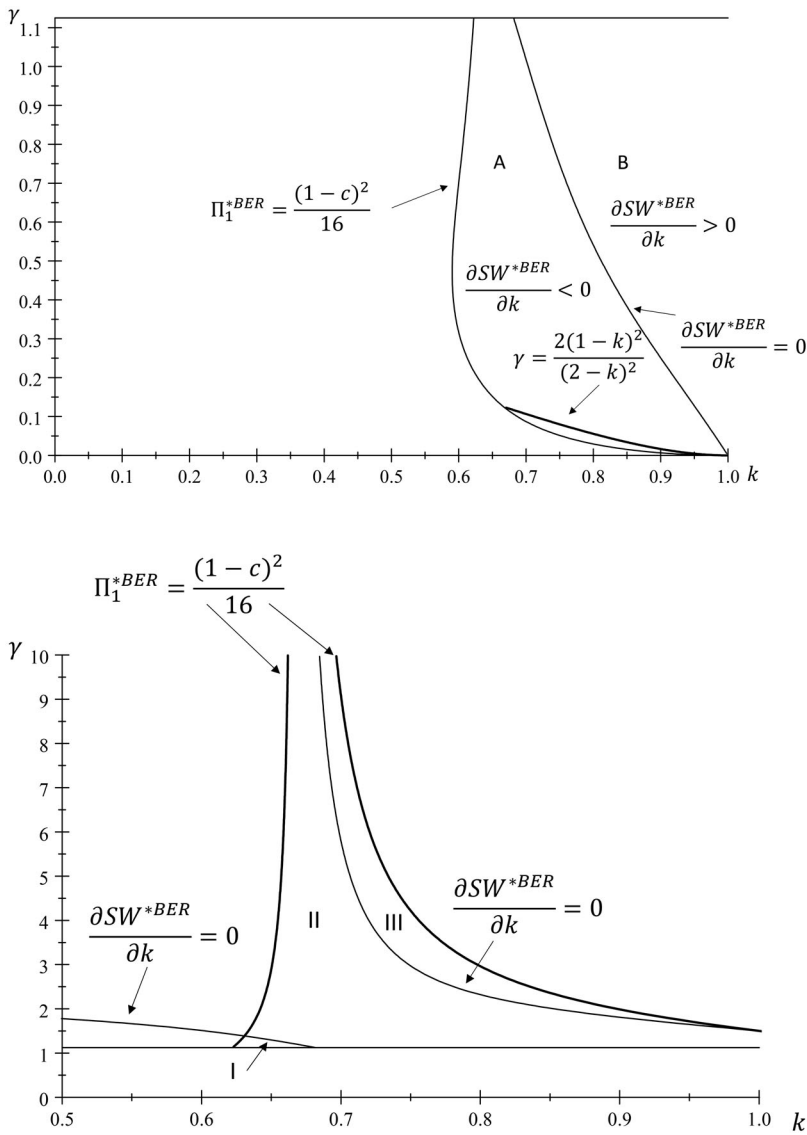 γ
1.1
1.0
0.9
0.8
0.7
0.6
0.5
0.4
0.3
0.2
0.1
0.0
A
B
Π₁*ᴮᴱᴿ = (1 − c)² / 16
∂SW*ᴮᴱᴿ / ∂k > 0
∂SW*ᴮᴱᴿ / ∂k < 0
∂SW*ᴮᴱᴿ / ∂k = 0
γ = 2(1 − k)² / (2 − k)²
0.0 0.1 0.2 0.3 0.4 0.5 0.6 0.7 0.8 0.9 1.0 k
Π₁*ᴮᴱᴿ = (1 − c)² / 16
γ
10
9
8
7
6
5
4
3
2
1
0
∂SW*ᴮᴱᴿ / ∂k = 0
II
III
∂SW*ᴮᴱᴿ / ∂k = 0
I
0.5 0.6 0.7 0.8 0.9 1.0 k